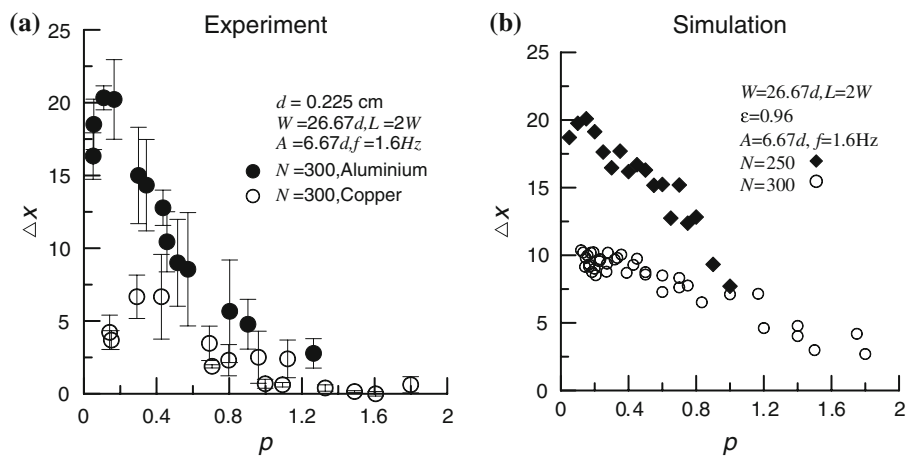 (a)
Experiment
25
20
15
10
5
0
△x
0
0.4
0.8
1.2
1.6
2
p
d = 0.225 cm
W =26.67d,L =2W
A =6.67d,f =1.6Hz
N =300,Aluminium
N =300,Copper
(b)
Simulation
25
20
15
10
5
0
△x
0
0.4
0.8
1.2
1.6
2
p
W=26.67d,L=2W
ε=0.96
A=6.67d, f=1.6Hz
N=250
N=300